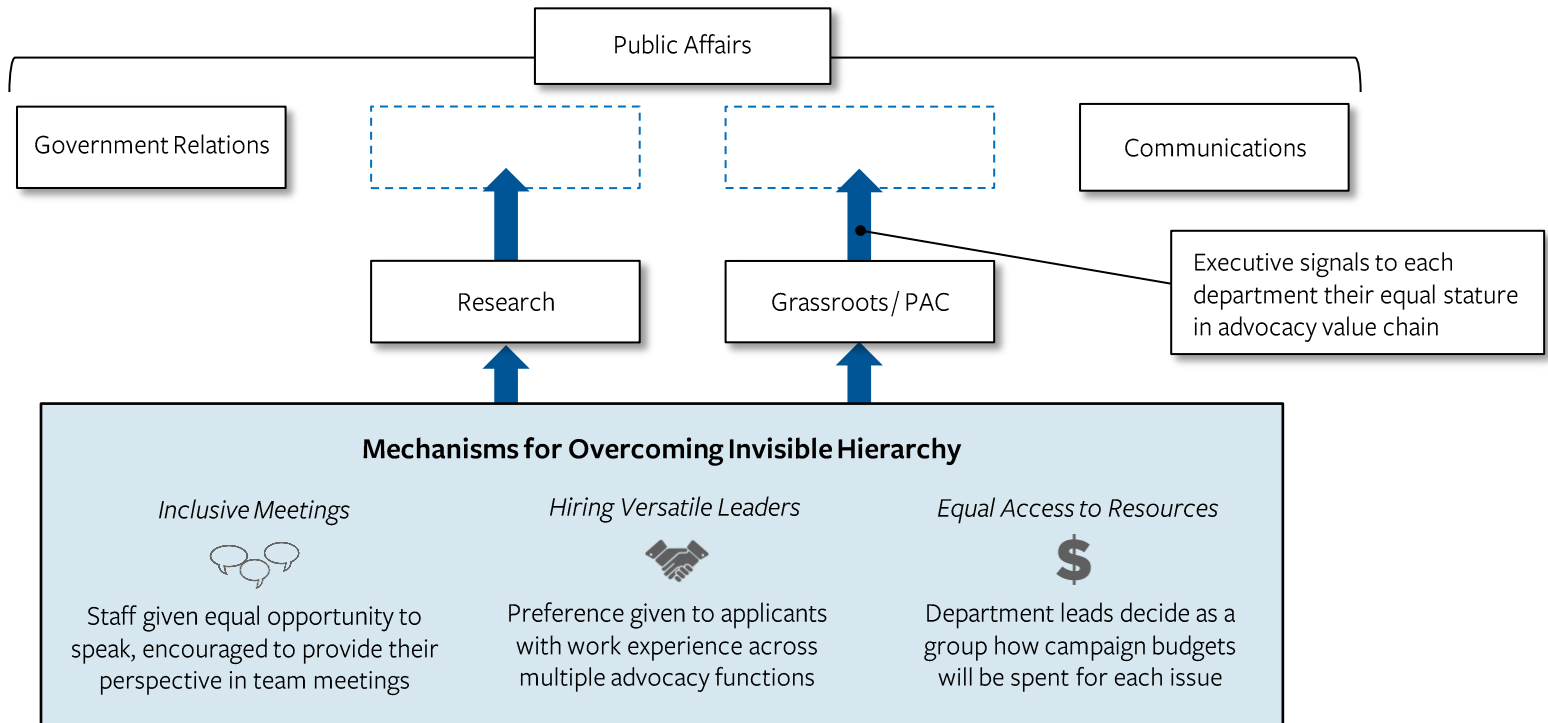 Public Affairs
Government Relations
Communications
Research
Grassroots / PAC
Executive signals to each
department their equal stature
in advocacy value chain
Mechanisms for Overcoming Invisible Hierarchy
Inclusive Meetings
Staff given equal opportunity to
speak, encouraged to provide their
perspective in team meetings
Hiring Versatile Leaders
Preference given to applicants
with work experience across
multiple advocacy functions
Equal Access to Resources
$
Department leads decide as a
group how campaign budgets
will be spent for each issue